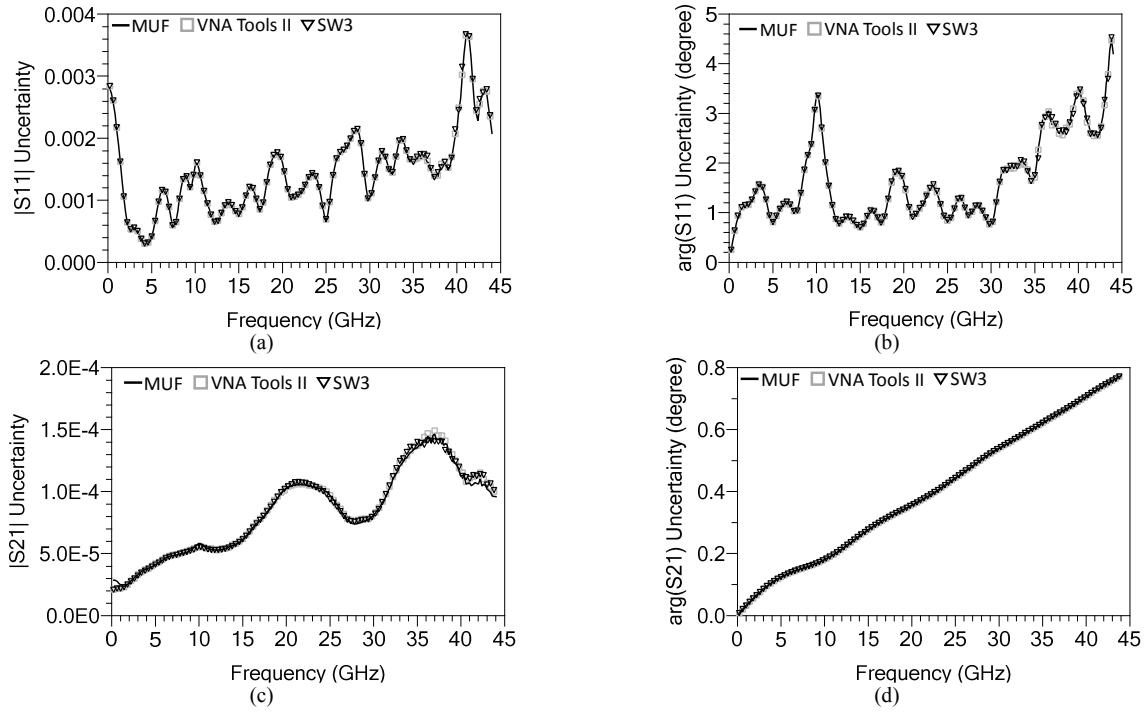 MUF VNA Tools II SW3
|S11| Uncertainty
0.004
0.003
0.002
0.001
0.000
0 5 10 15 20 25 30 35 40 45
Frequency (GHz)
(a)
MUF VNA Tools II SW3
arg(S11) Uncertainty (degree)
5
4
3
2
1
0
0 5 10 15 20 25 30 35 40 45
Frequency (GHz)
(b)
MUF VNA Tools II SW3
|S21| Uncertainty
2.0E-4
1.5E-4
1.0E-4
5.0E-5
0.0E0
0 5 10 15 20 25 30 35 40 45
Frequency (GHz)
(c)
MUF VNA Tools II SW3
arg(S21) Uncertainty (degree)
0.8
0.6
0.4
0.2
0.0
0 5 10 15 20 25 30 35 40 45
Frequency (GHz)
(d)